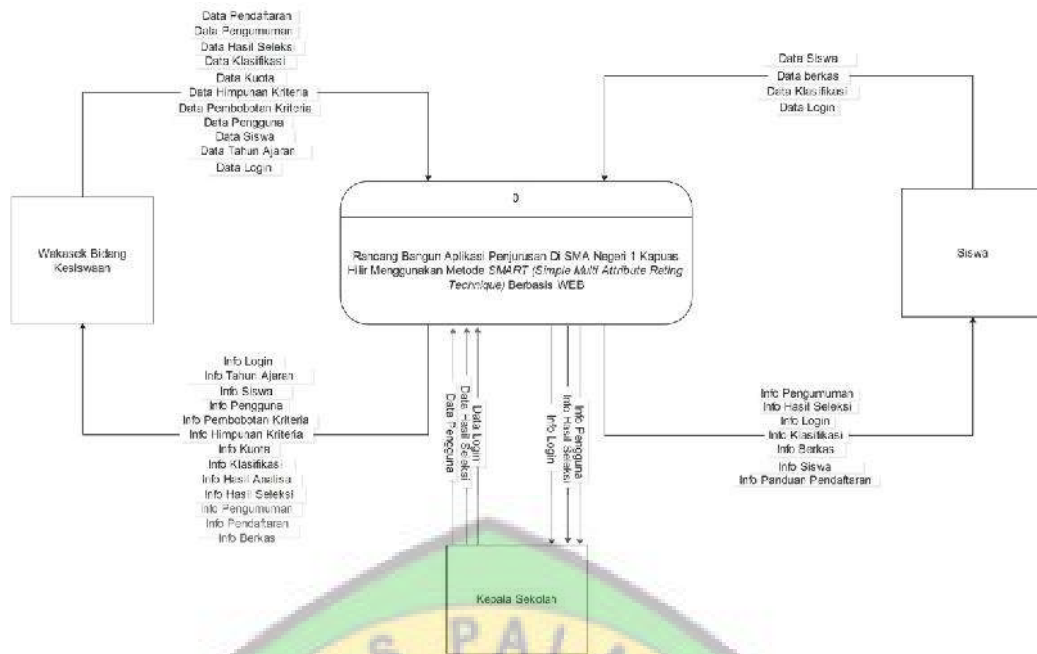 Data Pendaftaran
Data Pengumuman
Data Hasil Seleksi
Data Klasifikasi
Data Kuota
Data Himpunan Kriteria
Data Pembobotan Kriteria
Data Pengguna
Data Siswa
Data Tahun Ajaran
Data Login
Data Siswa
Data berkas
Data Klasifikasi
Data Login
Wakasek Bidang
Kesiswaan
0
Rancang Bangun Aplikasi Penjurusan Di SMA Negeri 1 Kapuas
Hilir Menggunakan Metode SMART (Simple Multi Attribute Rating
Technique) Berbasis WEB
Siswa
Info Login
Info Tahun Ajaran
Info Siswa
Info Pengguna
Info Pembobotan Kriteria
Info Himpunan Kriteria
Info Kuota
Info Klasifikasi
Info Hasil Analisa
Info Hasil Seleksi
Info Pengumuman
Info Pendaftaran
Info Berkas
Data Pengguna
Data Hasil Seleksi
Data Login
Info Login
Info Hasil Seleksi
Info Pengguna
Info Pengumuman
Info Hasil Seleksi
Info Login
Info Klasifikasi
Info Berkas
Info Siswa
Info Panduan Pendaftaran
Kepala Sekolah